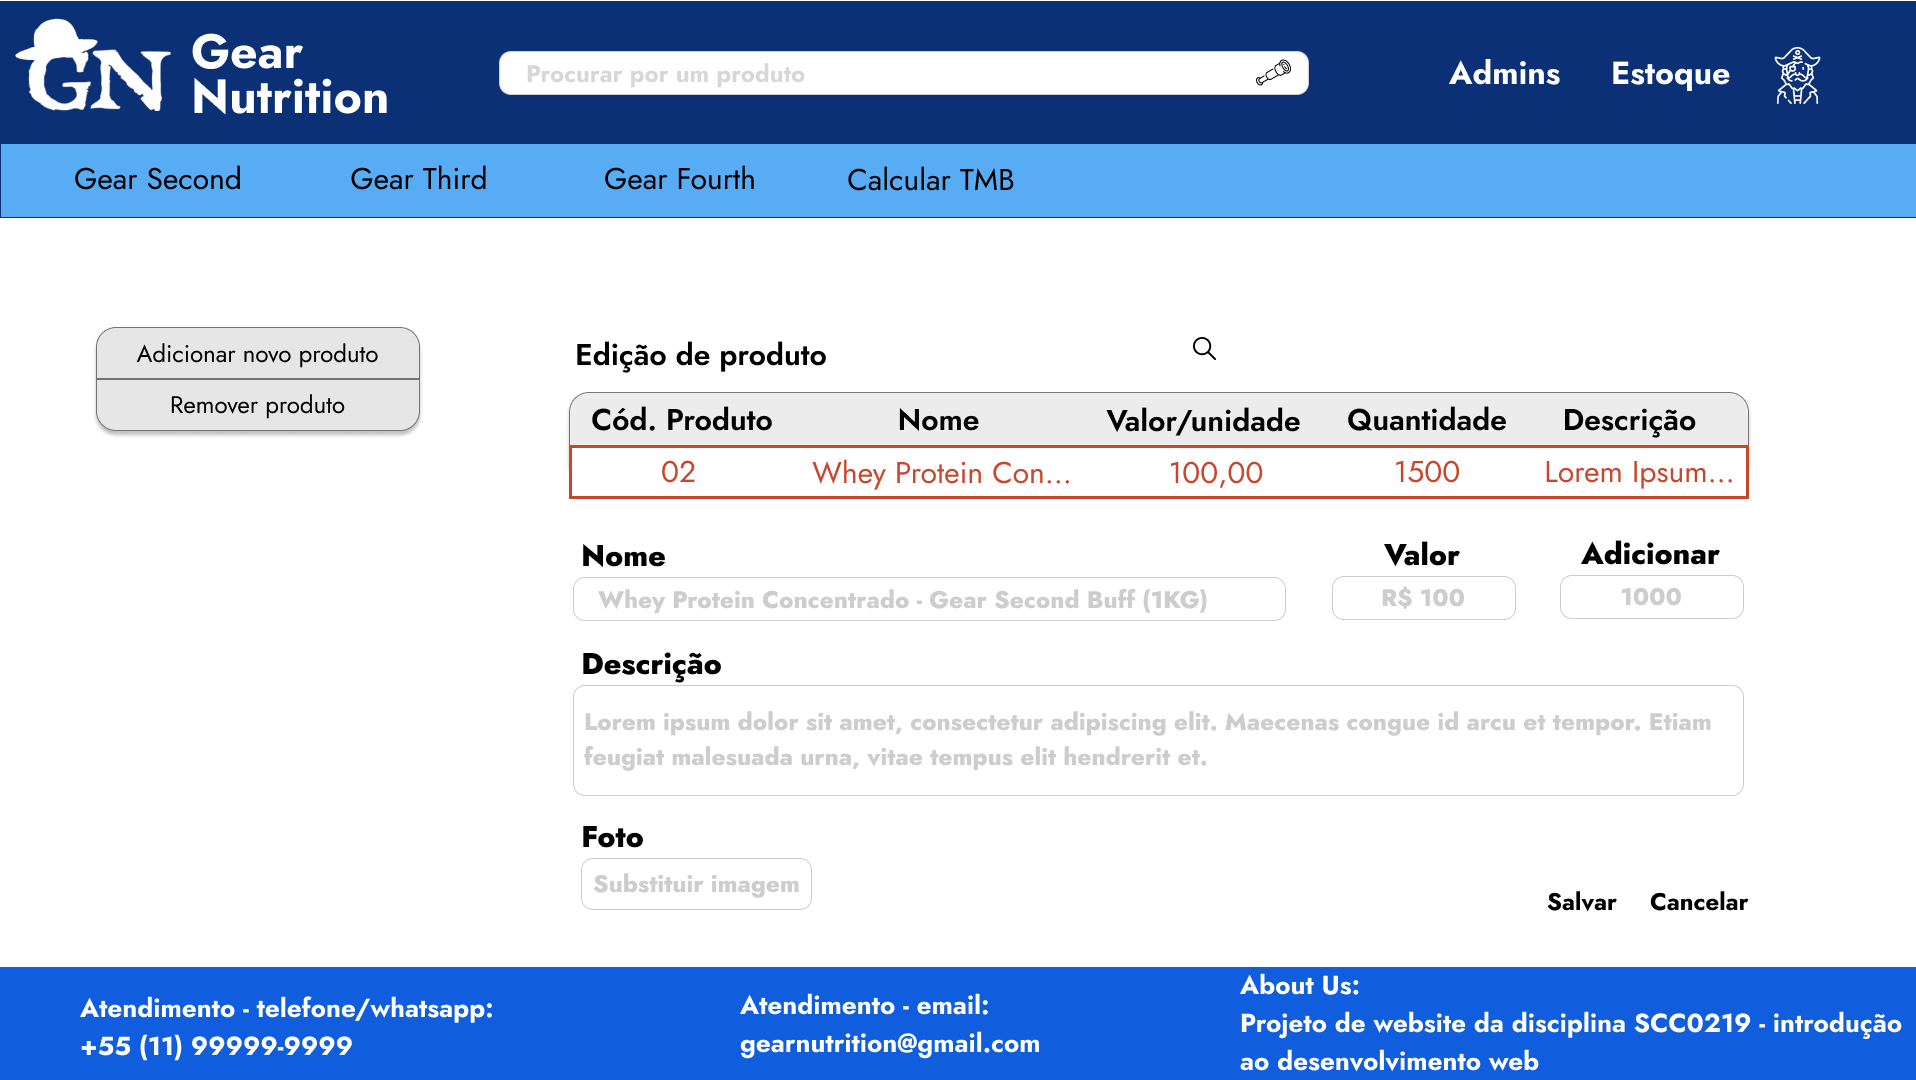 GN
Gear
Nutrition
Procurar por um produto
Admins
Estoque
Gear Second
Gear Third
Gear Fourth
Calcular TMB
Adicionar novo produto
Remover produto
Edição de produto
Cód. Produto Nome Valor/unidade Quantidade Descrição
02 Whey Protein Con... 100,00 1500 Lorem Ipsum...
Nome
Whey Protein Concentrado - Gear Second Buff (1KG)
Valor
R$ 100
Adicionar
1000
Descrição
Lorem ipsum dolor sit amet, consectetur adipiscing elit. Maecenas congue id arcu et tempor. Etiam
feugiat malesuada urna, vitae tempus elit hendrerit et.
Foto
Substituir imagem
Salvar
Cancelar
Atendimento - telefone/whatsapp:
+55 (11) 99999-9999
Atendimento - email:
gearnutrition@gmail.com
About Us:
Projeto de website da disciplina SCC0219 - introdução
ao desenvolvimento web